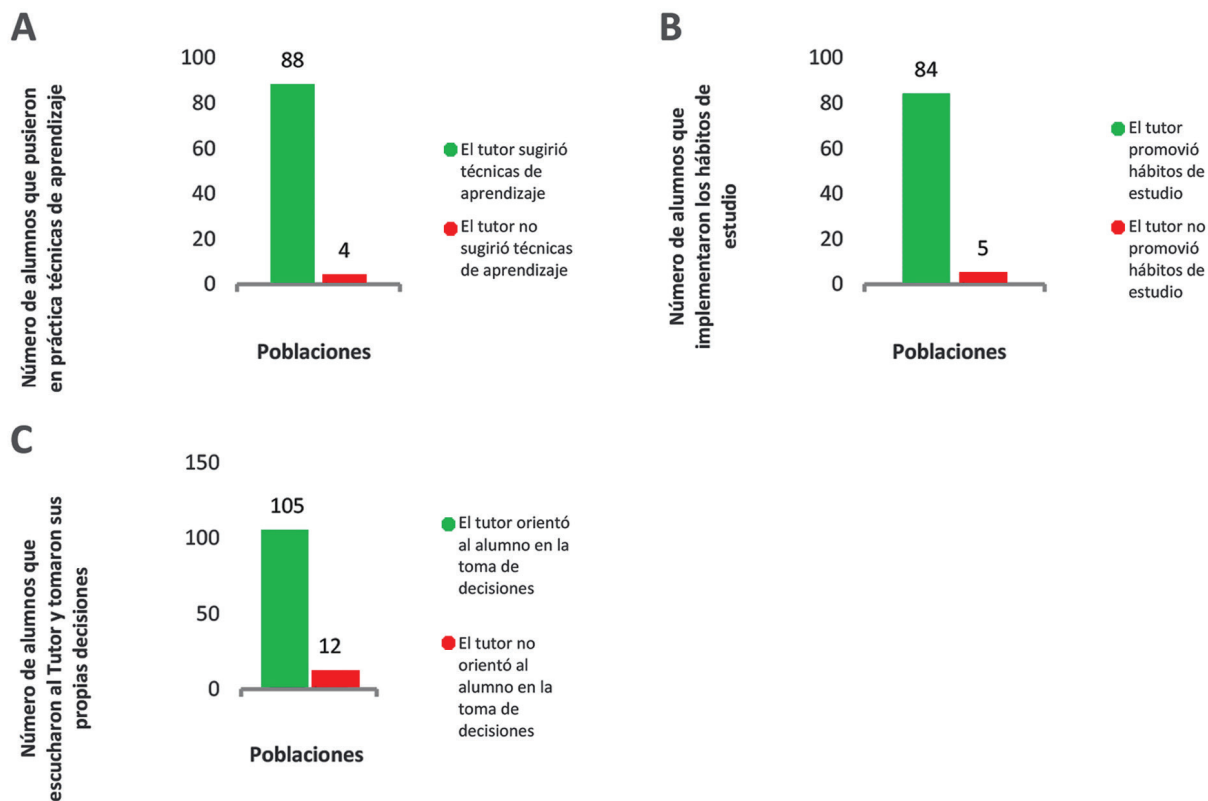 A
Número de alumnos que pusieron
en práctica técnicas de aprendizaje
100
80
60
40
20
0
88
4
Poblaciones
El tutor sugirió
técnicas de
aprendizaje
El tutor no
sugirió técnicas
de aprendizaje
B
Número de alumnos que
implementaron los hábitos de
estudio
100
80
60
40
20
0
84
5
Poblaciones
El tutor
promovió
hábitos de
estudio
El tutor no
promovió
hábitos de
estudio
C
Número de alumnos que
escucharon al Tutor y tomaron sus
propias decisiones
150
100
50
0
105
12
Poblaciones
El tutor orientó
al alumno en la
toma de
decisiones
El tutor no
orientó al
alumno en la
toma de
decisiones